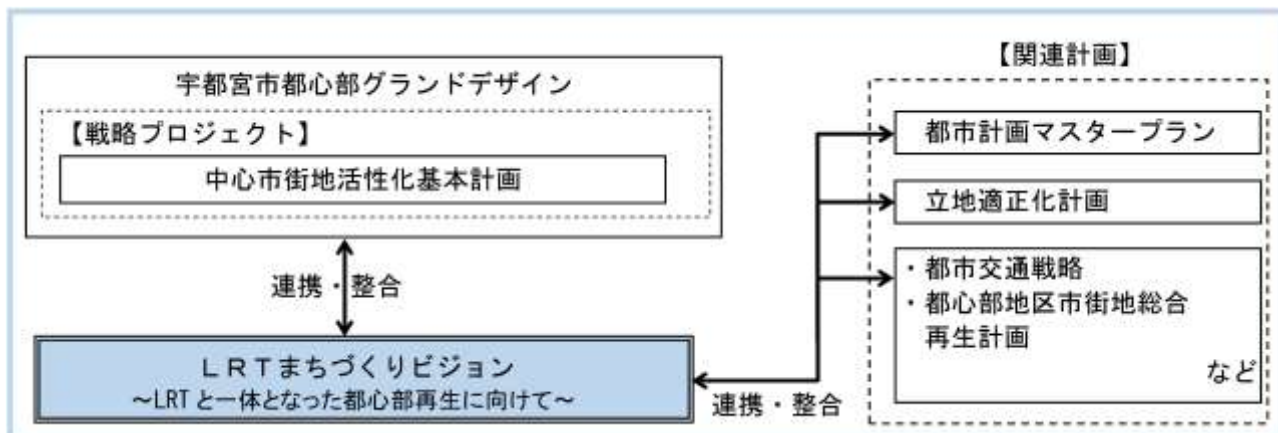 宇都宮市都心部グランドデザイン
【戦略プロジェクト】
中心市街地活性化基本計画
連携・整合
ＬＲＴまちづくりビジョン
～LRTと一体となった都心部再生に向けて～
連携・整合
【関連計画】
都市計画マスタープラン
立地適正化計画
・都市交通戦略
・都心部地区市街地総合
再生計画
など